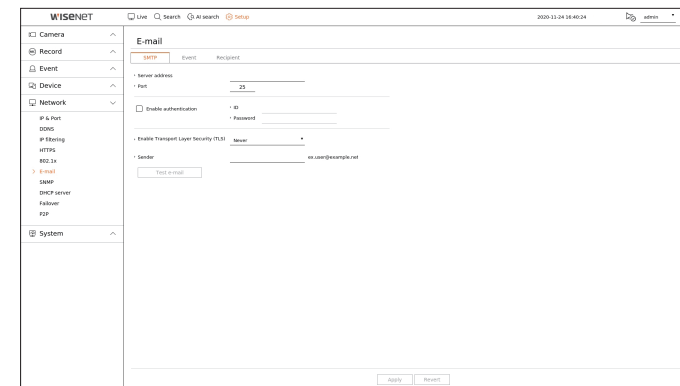 WISENET
Live Search AI search Setup 2020-11-24 16:40:24 admin
Camera
Record
Event
Device
Network
IP & Port
DDNS
IP filtering
HTTPS
802.1x
E-mail
SNMP
DHCP server
Failover
P2P
System
E-mail
SMTP Event Recipient
Server address
Port 25
Enable authentication ID
Password
Enable Transport Layer Security (TLS) Never
Sender ex.user@example.net
Test e-mail
Apply Revert